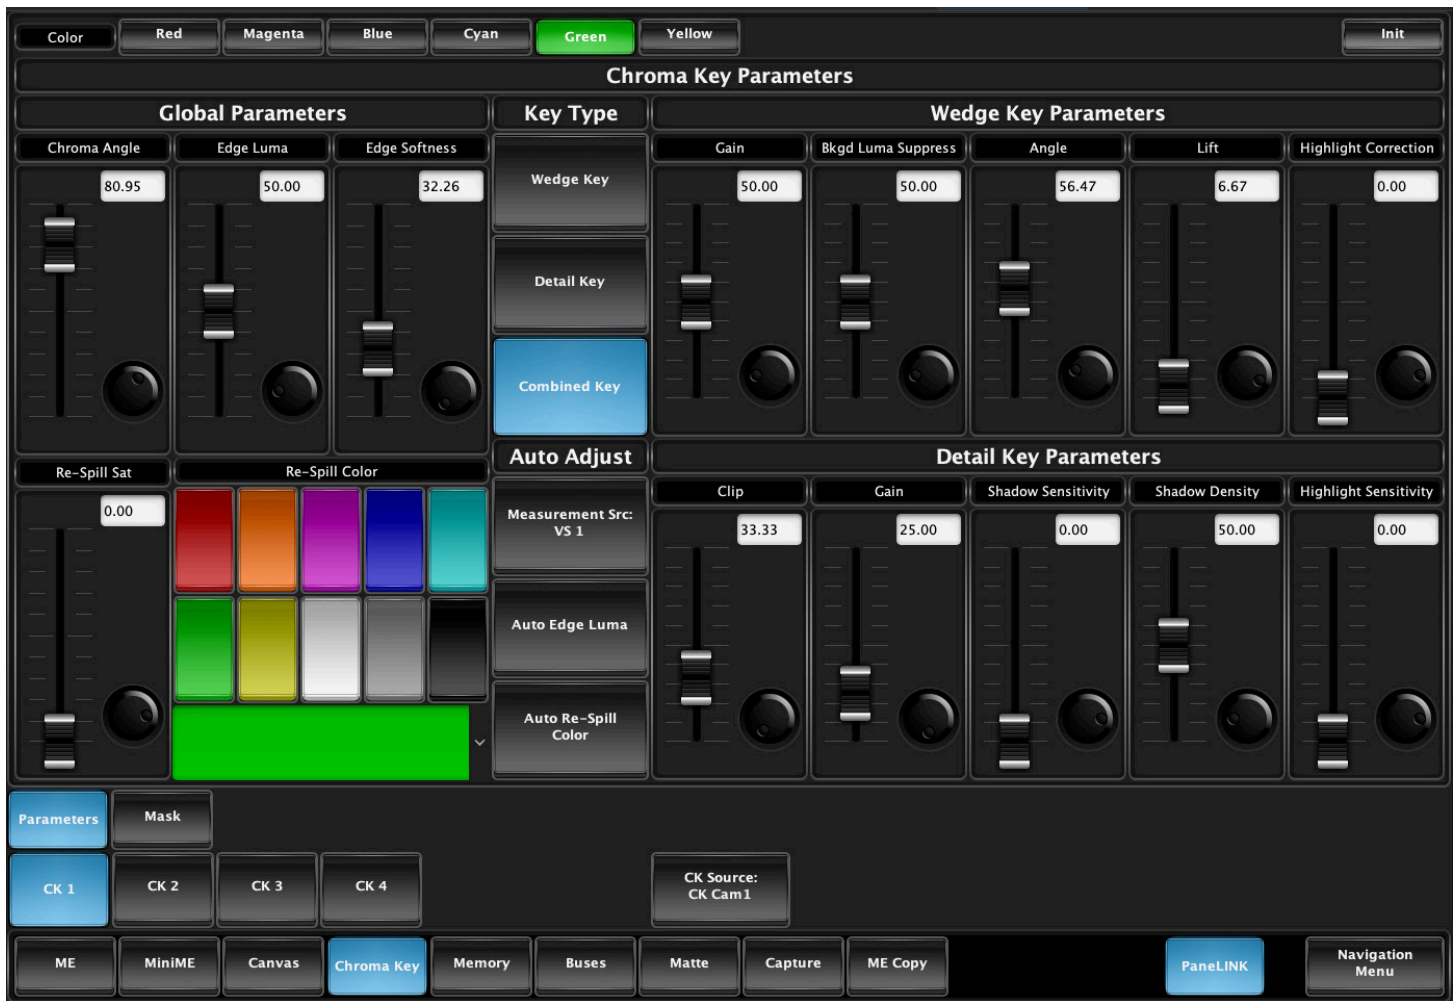 Color
Red
Magenta
Blue
Cyan
Green
Yellow
Init
Chroma Key Parameters
Global Parameters
Key Type
Wedge Key Parameters
Chroma Angle
Edge Luma
Edge Softness
Gain
Bkgd Luma Suppress
Angle
Lift
Highlight Correction
80.95
50.00
32.26
Wedge Key
50.00
50.00
56.47
6.67
0.00
Detail Key
Combined Key
Auto Adjust
Detail Key Parameters
Re-Spill Sat
Re-Spill Color
Clip
Gain
Shadow Sensitivity
Shadow Density
Highlight Sensitivity
0.00
Measurement Src:
VS 1
33.33
25.00
0.00
50.00
0.00
Auto Edge Luma
Auto Re-Spill
Color
Parameters
Mask
CK 1
CK 2
CK 3
CK 4
CK Source:
CK Cam1
ME
MiniME
Canvas
Chroma Key
Memory
Buses
Matte
Capture
ME Copy
PaneLINK
Navigation
Menu